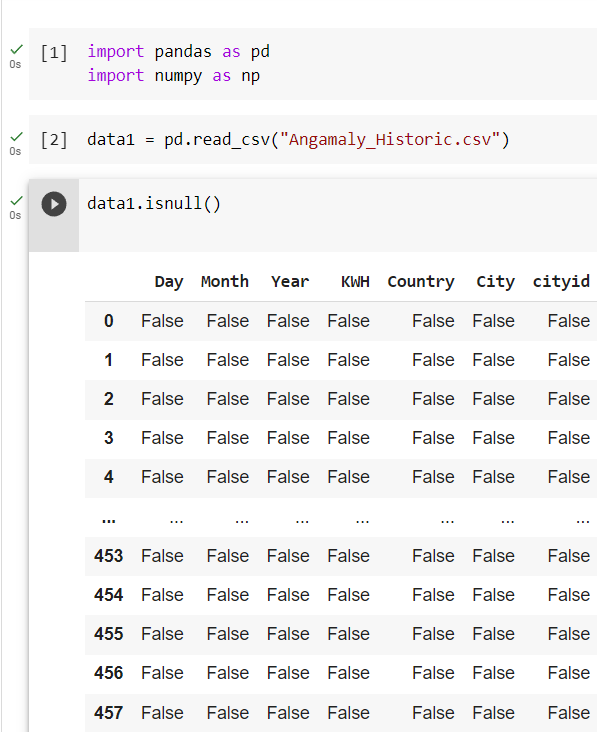 [1] import pandas as pd
import numpy as np
0s
[2] data1 = pd.read_csv("Angamaly_Historic.csv")
0s
data1.isnull()
0s
Day Month Year KWH Country City cityid
0 False False False False False False False
1 False False False False False False False
2 False False False False False False False
3 False False False False False False False
4 False False False False False False False
... ... ... ... ... ... ... ...
453 False False False False False False False
454 False False False False False False False
455 False False False False False False False
456 False False False False False False False
457 False False False False False False False